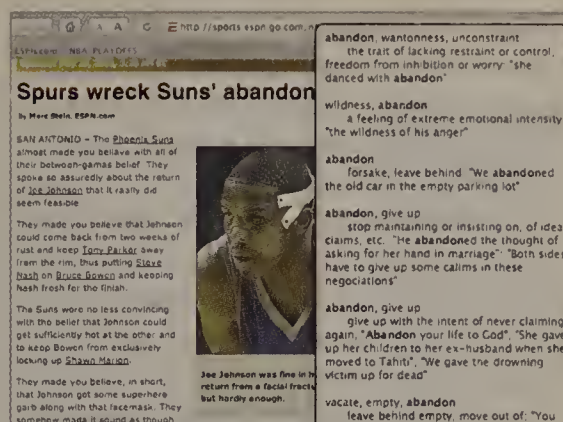 http://sports.espn.go.com
ESPN.com NBA PLAYOFFS
Spurs wreck Suns' abandon
by Marc Stein, ESPN.com
SAN ANTONIO – The Phoenix Suns
almost made you believe with all of
their between-games belief. They
spoke so assuredly about the return
of Joe Johnson that it really did
seem feasible
They made you believe that Johnson
could come back from two weeks of
rust and keep Tony Parker away
from the rim, thus putting Steve
Nash on Bruce Bowen and keeping
Nash fresh for the finish.
The Suns were no less convincing
with the belief that Johnson could
get sufficiently hot at the other end
to keep Bowen from exclusively
locking up Shawn Marion.
They made you believe, in short,
that Johnson got some superhero
garb along with that facemask. They
somehow made it sound as though
Joe Johnson was fine in h
return from a facial fractu
but hardly enough.
abandon, wantonness, unconstraint
the trait of lacking restraint or control,
freedom from inhibition or worry "she
danced with abandon"
wildness, abandon
a feeling of extreme emotional intensity
"the wildness of his anger"
abandon
forsake, leave behind "We abandoned
the old car in the empty parking lot"
abandon, give up
stop maintaining or insisting on, of idea
claims, etc. "He abandoned the thought of
asking for her hand in marriage": "Both sides
have to give up some calims in these
negociations"
abandon, give up
give up with the intent of never claiming
again, "Abandon your life to God", "She gave
up her children to her ex-husband when she
moved to Tahiti", "We gave the drowning
victim up for dead"
vacate, empty, abandon
leave behind empty, move out of; "You